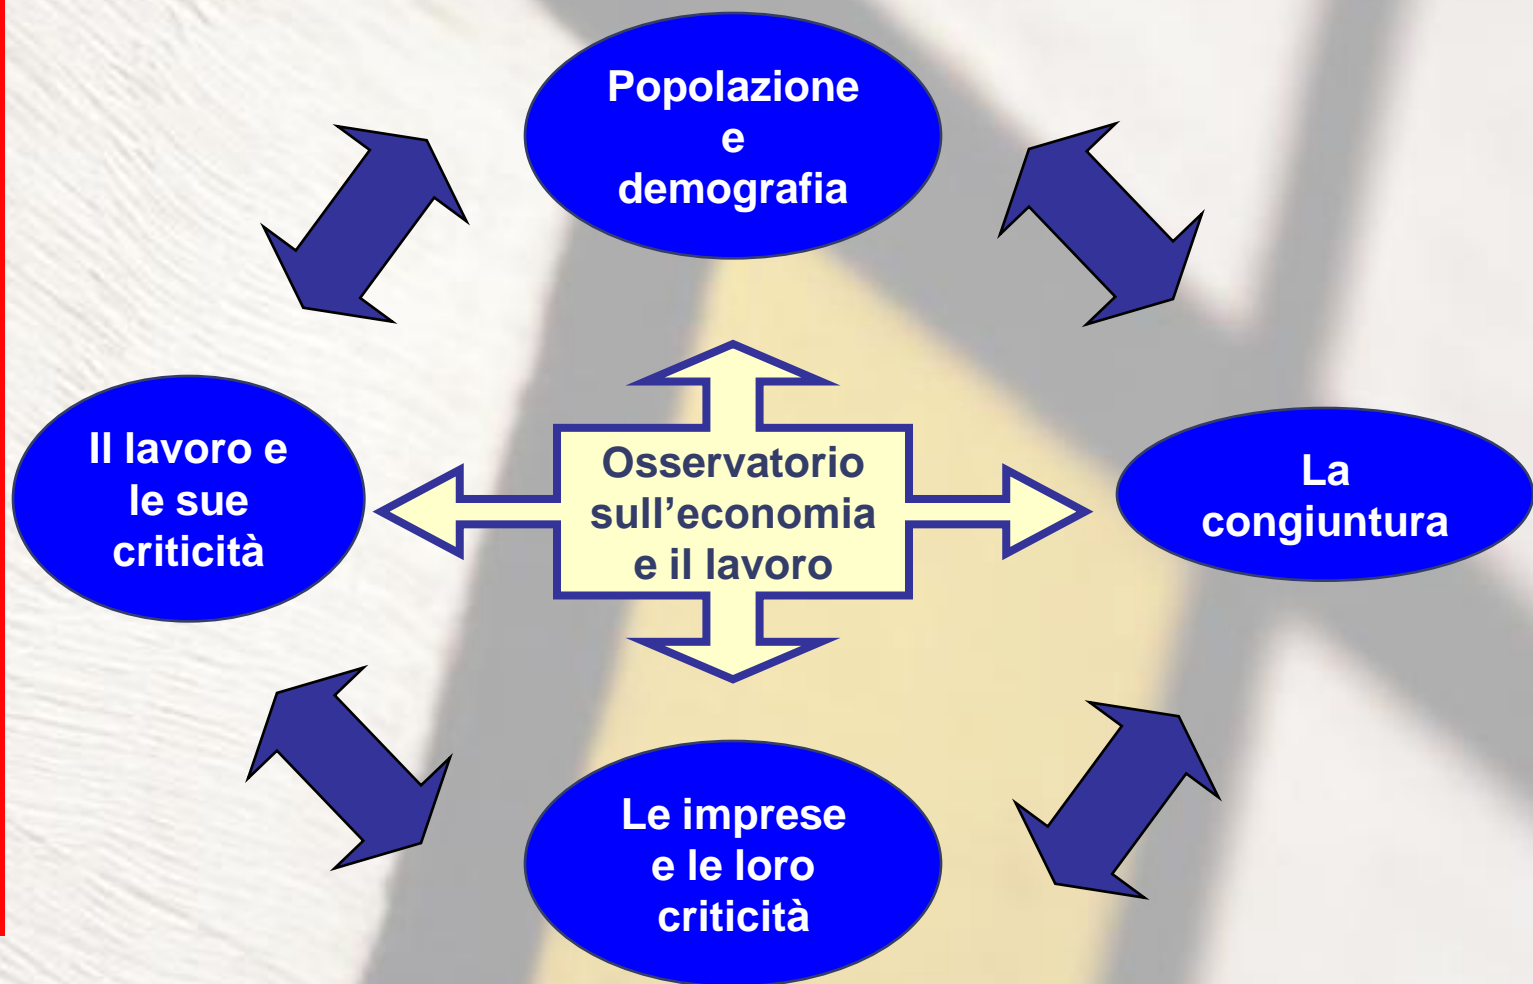 Popolazione
e
demografia
Il lavoro e
le sue
criticità
Osservatorio
sull’economia
e il lavoro
La
congiuntura
Le imprese
e le loro
criticità